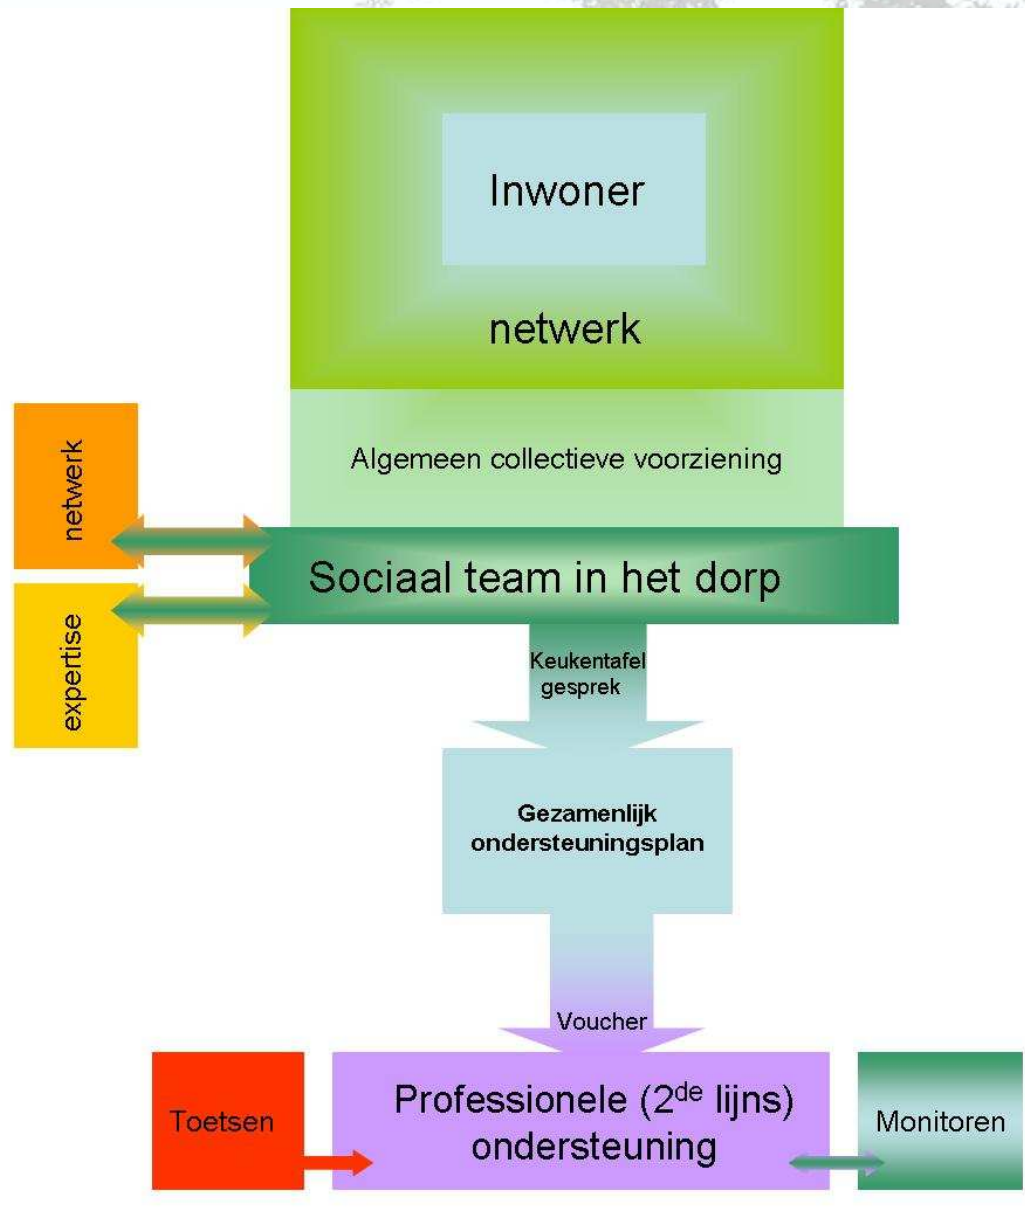 Inwoner
netwerk
Algemeen collectieve voorziening
netwerk
Sociaal team in het dorp
expertise
Keukentafel
gesprek
Gezamenlijk
ondersteuningsplan
Voucher
Toetsen
Professionele (2de lijns)
ondersteuning
Monitoren